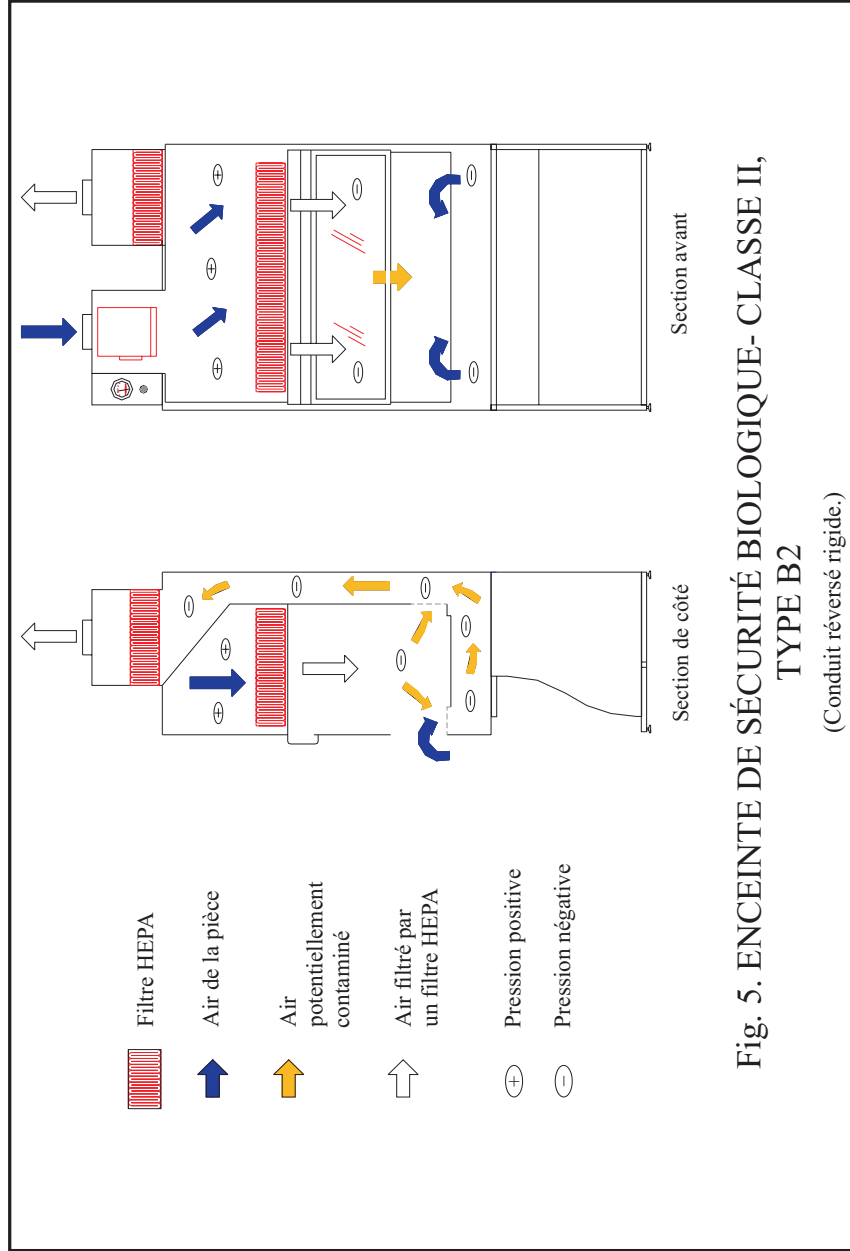 Filtre HEPA
Air de la pièce
Air
potentiellement
contaminé
Air filtré par
un filtre HEPA
+ Pression positive
− Pression négative
+
+
−
−
−
−
−
−
−
Section de côté
+
+
+
−
−
−
−
Section avant
Fig. 5. ENCEINTE DE SÉCURITÉ BIOLOGIQUE- CLASSE II,
TYPE B2
(Conduit réversé rigide.)